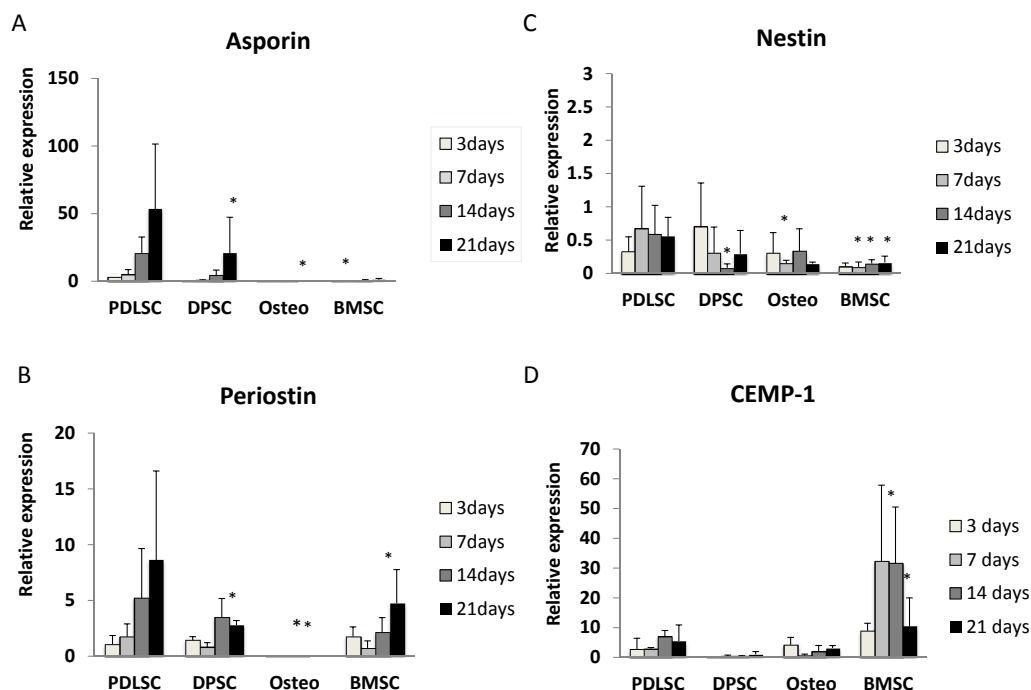 A
Asporin
Relative expression
150
100
50
0
PDLSC DPSC Osteo BMSC
* * *
3days
7days
14days
21days
B
Periostin
Relative expression
20
15
10
5
0
PDLSC DPSC Osteo BMSC
* ** *
3days
7days
14days
21days
C
Nestin
Relative expression
3
2.5
2
1.5
1
0.5
0
PDLSC DPSC Osteo BMSC
* * * * *
3days
7days
14days
21days
D
CEMP-1
Relative expression
70
60
50
40
30
20
10
0
PDLSC DPSC Osteo BMSC
* *
3 days
7 days
14 days
21 days